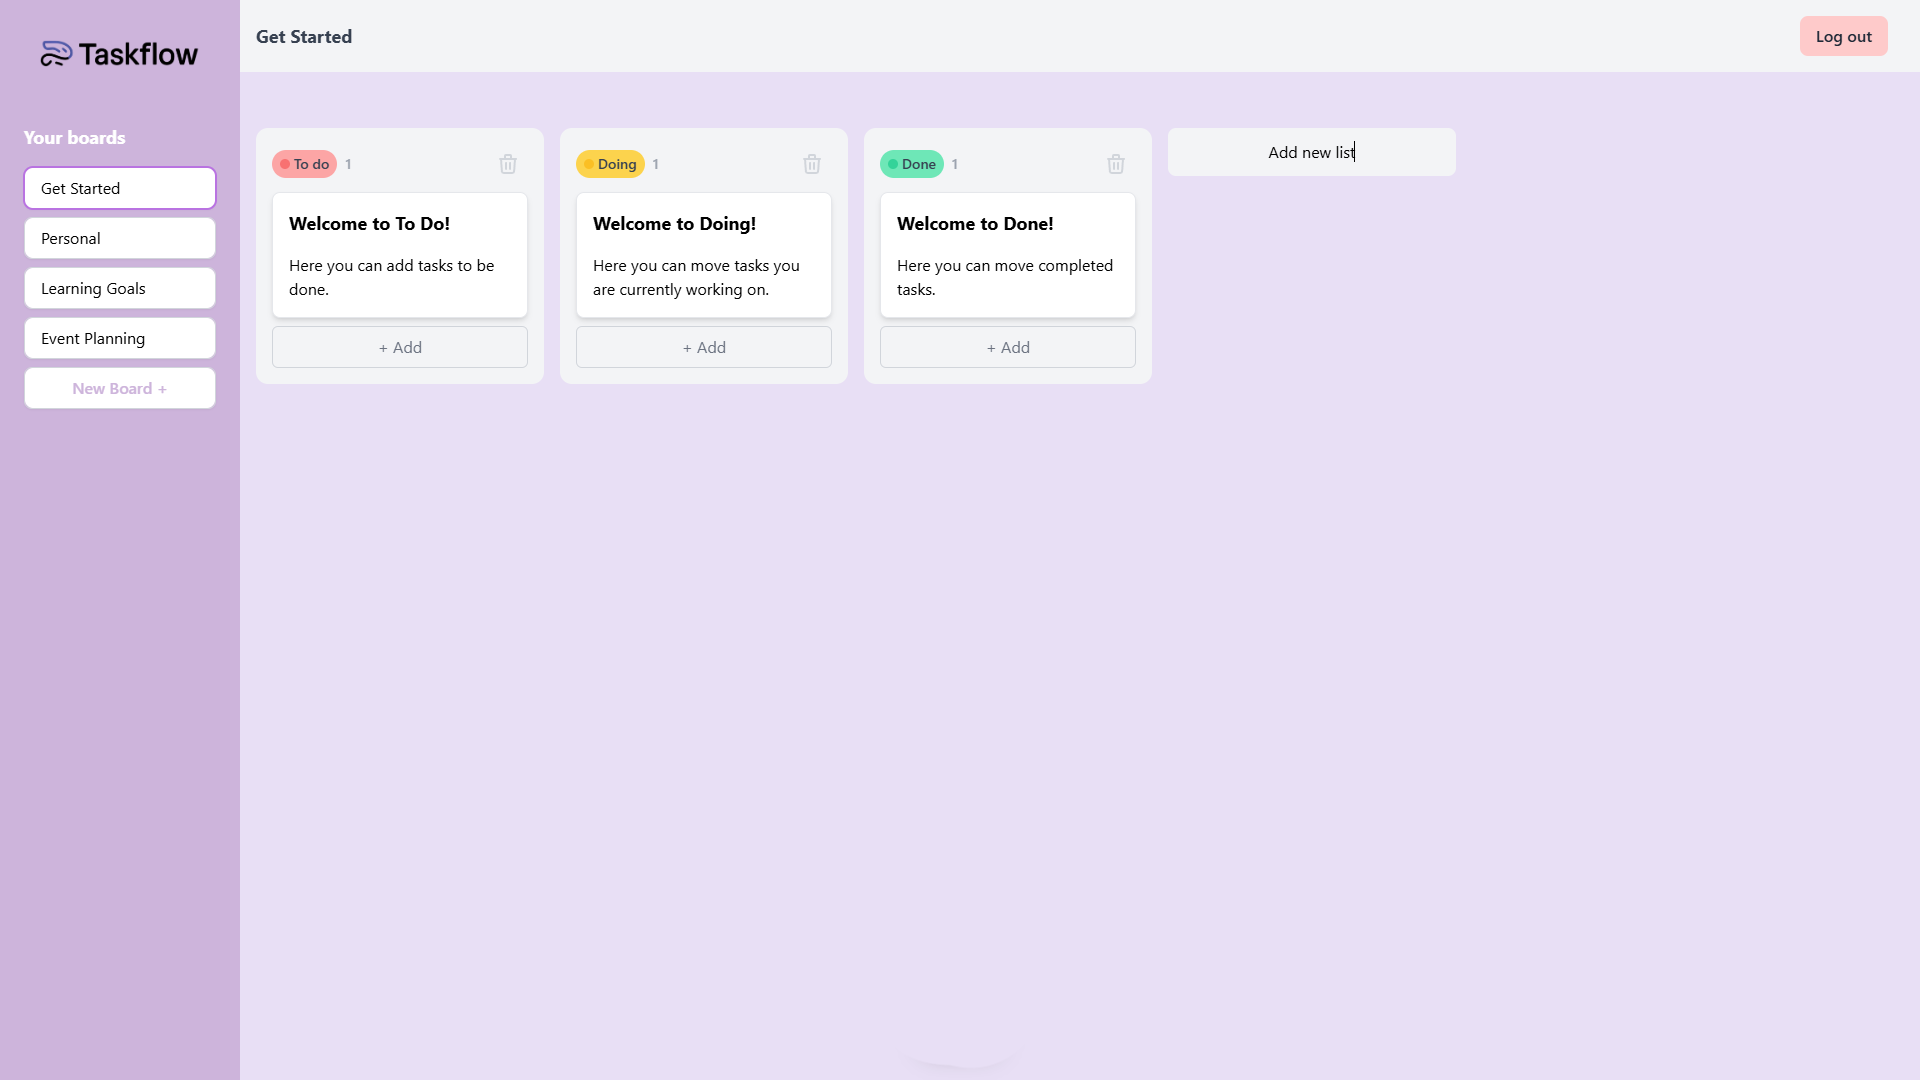 Taskflow
Your boards
Get Started
Personal
Learning Goals
Event Planning
New Board +
Get Started
Log out
To do 1
Welcome to To Do!
Here you can add tasks to be
done.
+ Add
Doing 1
Welcome to Doing!
Here you can move tasks you
are currently working on.
+ Add
Done 1
Welcome to Done!
Here you can move completed
tasks.
+ Add
Add new list